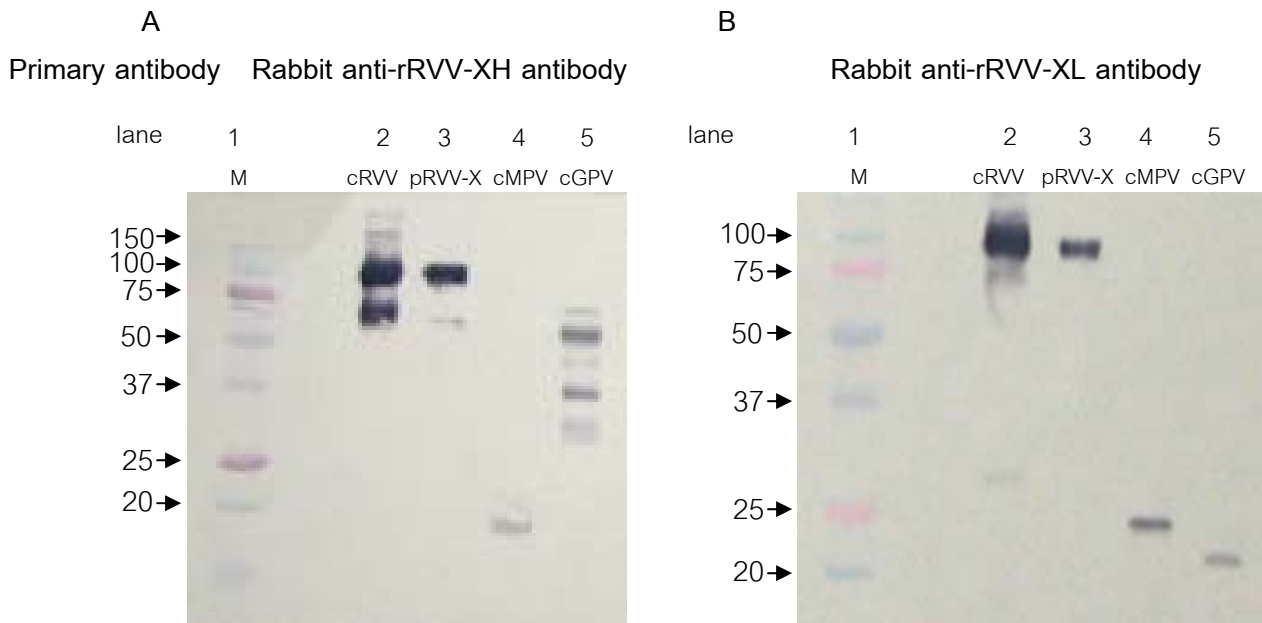 A
B
Primary antibody Rabbit anti-rRVV-XH antibody
Rabbit anti-rRVV-XL antibody
lane 1 2 3 4 5
M cRVV pRVV-X cMPV cGPV
150
100
75
50
37
25
20
lane 1 2 3 4 5
M cRVV pRVV-X cMPV cGPV
100
75
50
37
25
20